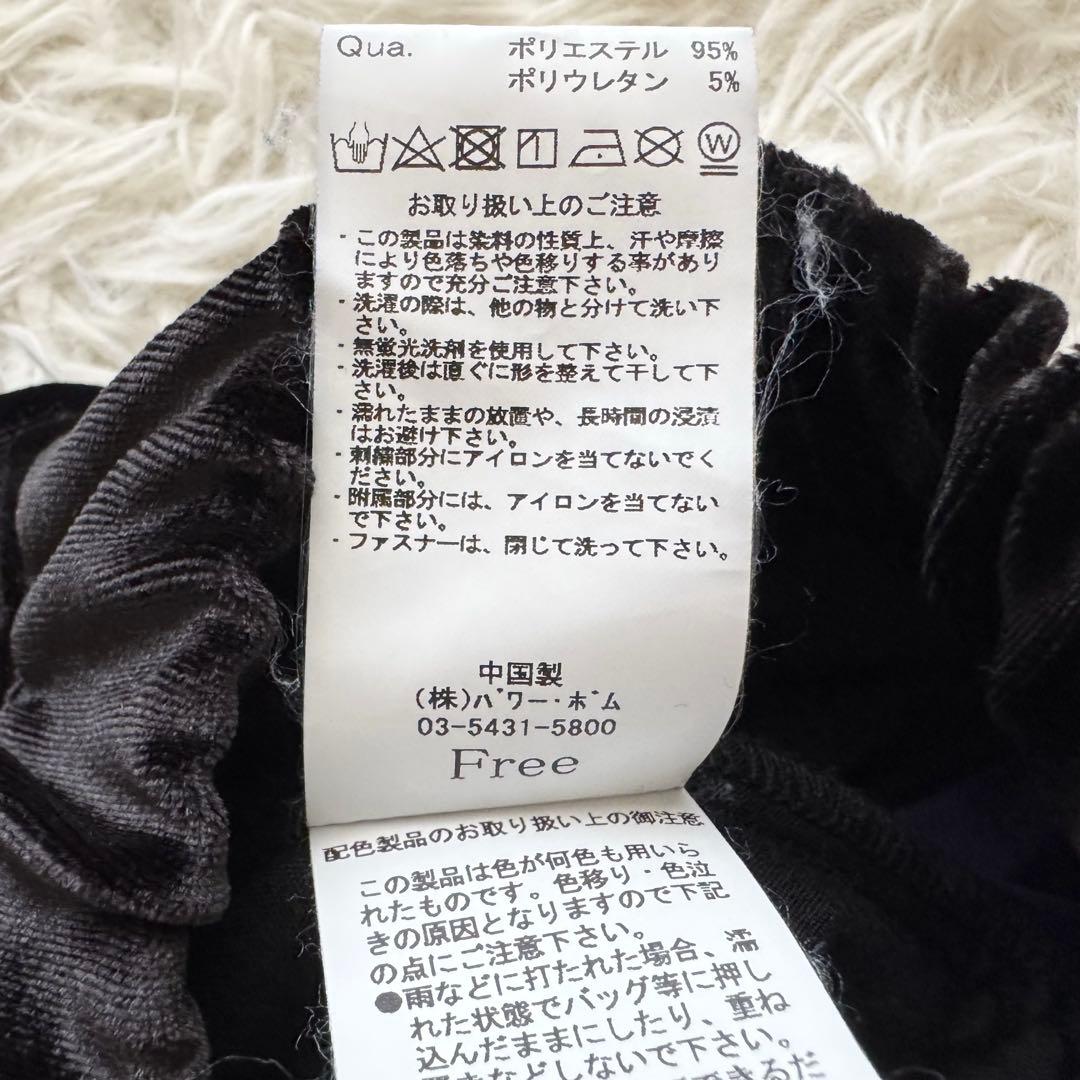 Qua. ポリエステル 95%
ポリウレタン 5%
W
お取り扱い上のご注意
・この製品は染料の性質上、汗や摩擦
により色落ちや色移りする事があり
ますので充分ご注意下さい。
・洗濯の際は、他の物と分けて洗い下
さい。
・無蛍光洗剤を使用して下さい。
・洗濯後は直ぐに形を整えて干して下
さい。
・濡れたままの放置や、長時間の浸漬
はお避け下さい。
・刺繍部分にアイロンを当てないでく
ださい。
・附属部分には、アイロンを当てない
で下さい。
・ファスナーは、閉じて洗って下さい。
中国製
(株)パワー・ボム
03-5431-5800
Free
配色製品のお取り扱い上の御注意
この製品は色が何色も用いら
れたものです。色移り・色泣
きの原因となりますので下記
の点にご注意下さい。
●雨などに打たれた場合、濡
れた状態でバッグ等に押し
込んだままにしたり、重ね
などしないで下さい。
できるだ